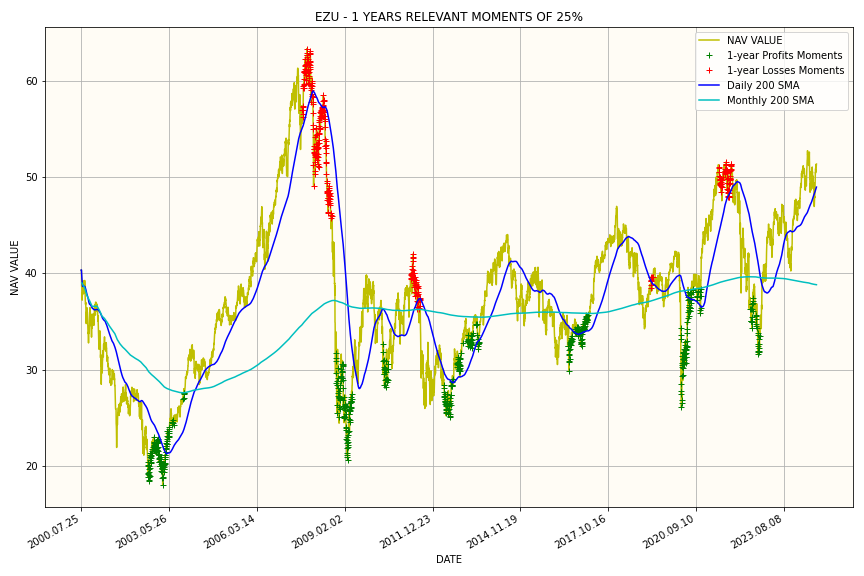 EZU - 1 YEARS RELEVANT MOMENTS OF 25%
NAV VALUE
1-year Profits Moments
1-year Losses Moments
Daily 200 SMA
Monthly 200 SMA
NAV VALUE
60
50
40
30
20
2000.07.25
2003.05.26
2006.03.14
2009.02.02
2011.12.23
2014.11.19
2017.10.16
2020.09.10
2023.08.08
DATE